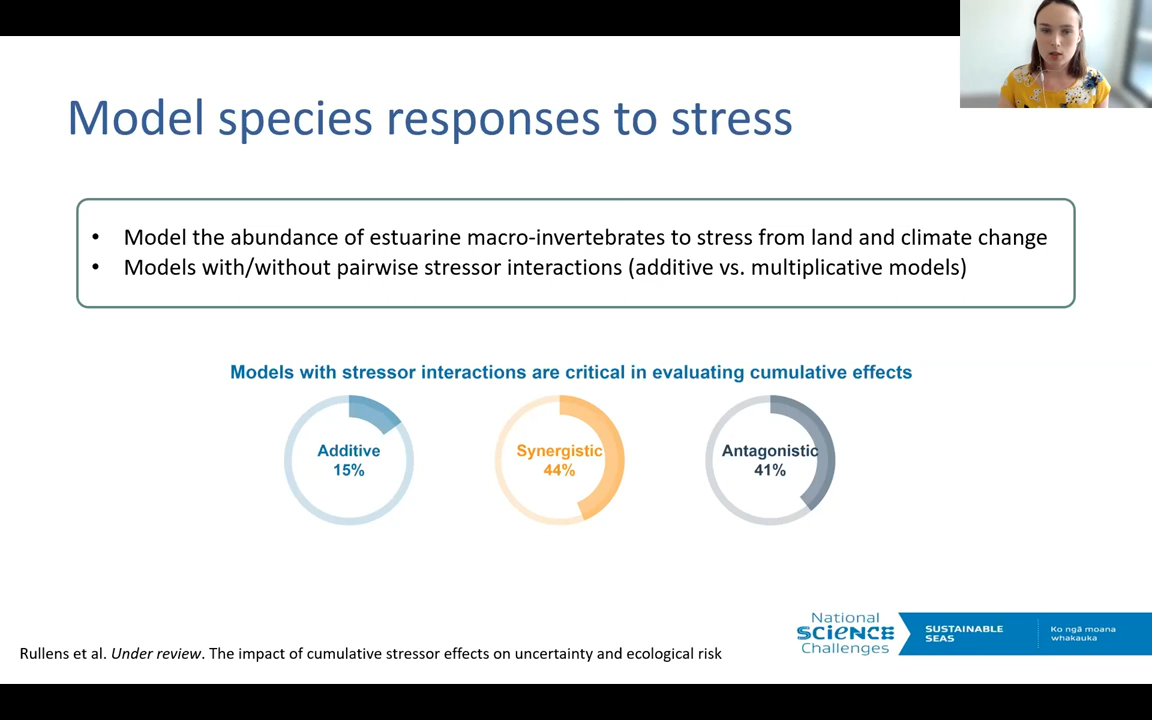 Model species responses to stress
• Model the abundance of estuarine macro-invertebrates to stress from land and climate change
• Models with/without pairwise stressor interactions (additive vs. multiplicative models)
Models with stressor interactions are critical in evaluating cumulative effects
Additive
15%
Synergistic
44%
Antagonistic
41%
National
SCIENCE
Challenges
SUSTAINABLE
SEAS
Ko ngā moana
whakauka
Rullens et al. Under review. The impact of cumulative stressor effects on uncertainty and ecological risk